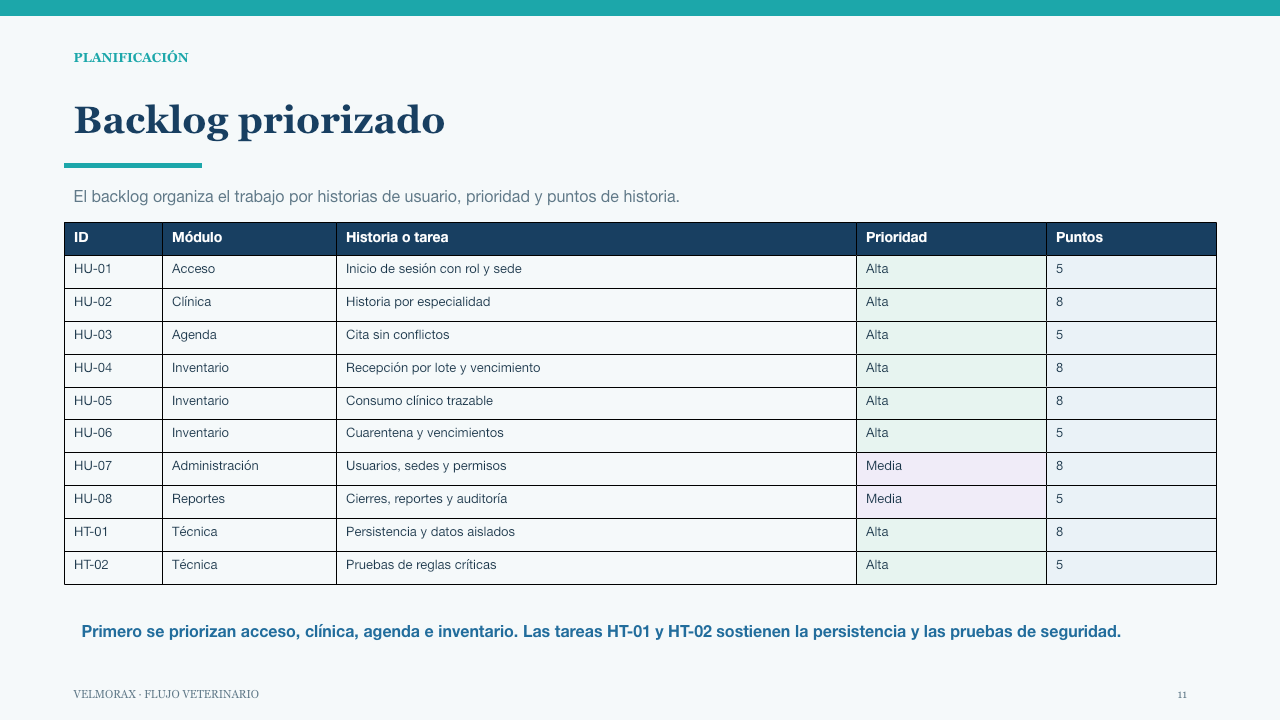 PLANIFICACIÓN
Backlog priorizado
El backlog organiza el trabajo por historias de usuario, prioridad y puntos de historia.
ID Módulo Historia o tarea Prioridad Puntos
HU-01 Acceso Inicio de sesión con rol y sede Alta 5
HU-02 Clínica Historia por especialidad Alta 8
HU-03 Agenda Cita sin conflictos Alta 5
HU-04 Inventario Recepción por lote y vencimiento Alta 8
HU-05 Inventario Consumo clínico trazable Alta 8
HU-06 Inventario Cuarentena y vencimientos Alta 5
HU-07 Administración Usuarios, sedes y permisos Media 8
HU-08 Reportes Cierres, reportes y auditoría Media 5
HT-01 Técnica Persistencia y datos aislados Alta 8
HT-02 Técnica Pruebas de reglas críticas Alta 5
Primero se priorizan acceso, clínica, agenda e inventario. Las tareas HT-01 y HT-02 sostienen la persistencia y las pruebas de seguridad.
VELMORAX · FLUJO VETERINARIO 11